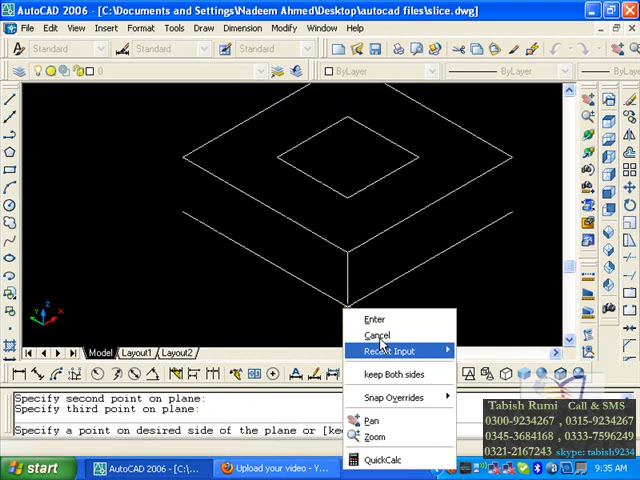 AutoCAD 2006 - [C:\Documents and Settings\Nadeem Ahmed\Desktop\autocad files\slice.dwg]
File Edit View Insert Format Tools Draw Dimension Modify Window Help
Standard Standard Standard
0 ByLayer ByLayer
Y Z X
Model Layout1 Layout2
Enter
Cancel
Recent Input
keep Both sides
Snap Overrides
Pan
Zoom
QuickCalc
Specify second point on plane:
Specify third point on plane:
Specify a point on desired side of the plane or [kee
Tabish Rumi Call & SMS
0300-9234267 0315-9234267
0345-3684168 , 0333-7596249
0321-2167243 skype: tabish9234
start AutoCAD 2006 - [C:\D... Upload your video - Y... 9:35 AM